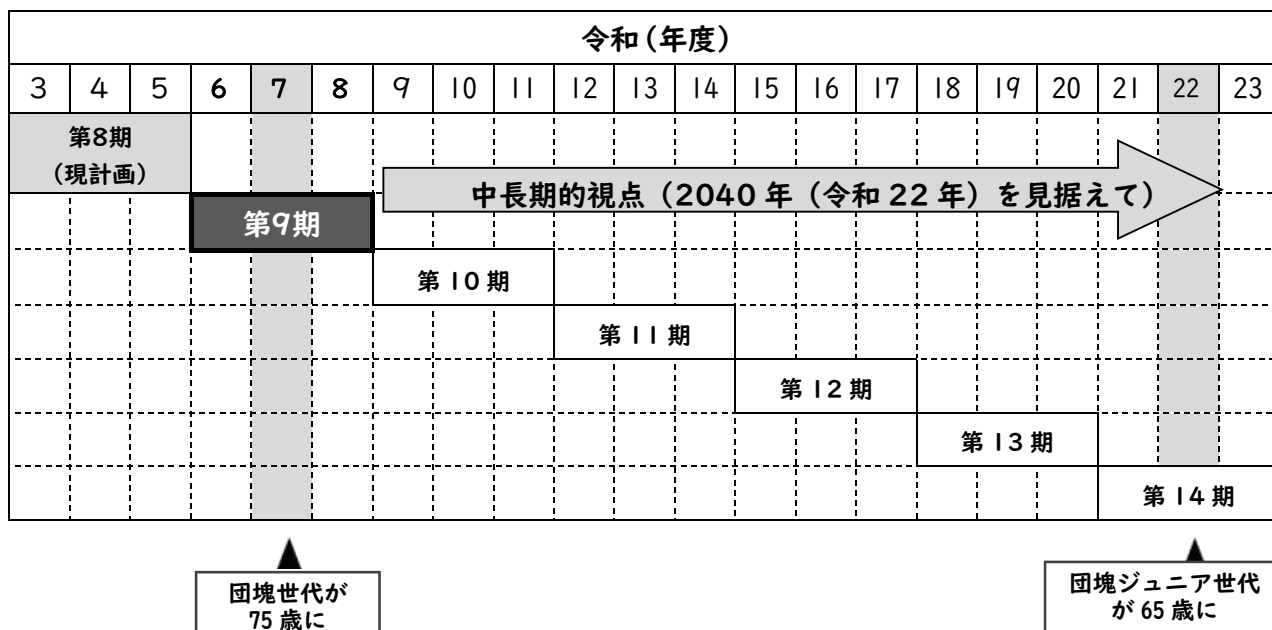 令和（年度）
3 4 5 6 7 8 9 10 11 12 13 14 15 16 17 18 19 20 21 22 23
第8期
（現計画）
中長期的視点（2040年（令和22年）を見据えて）
第9期
第10期
第11期
第12期
第13期
第14期
団塊世代が
75歳に
団塊ジュニア世代
が65歳に